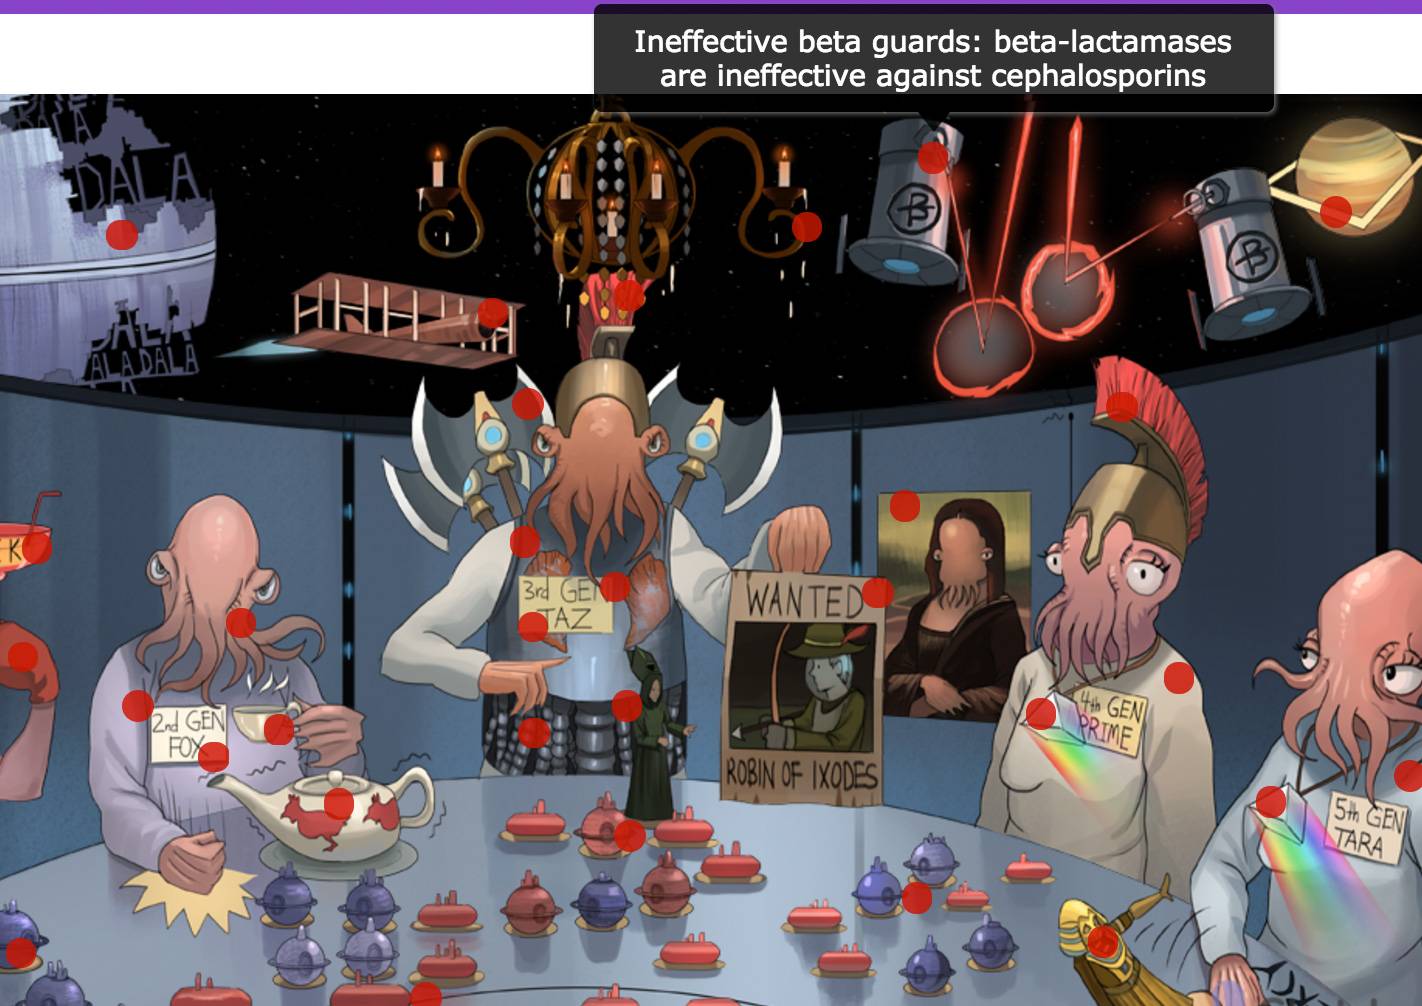 Ineffective beta guards: beta-lactamases
are ineffective against cephalosporins
DALA
DALA
ALADALA
B
B
K
2nd GEN
FOX
3rd GEN
TAZ
WANTED
ROBIN OF IXODES
4th GEN
PRIME
5th GEN
TARA